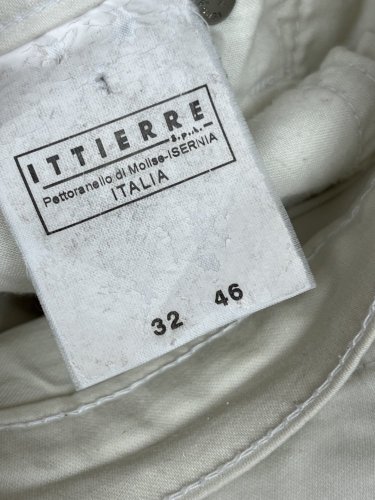 ITTIERRE
S.p.A.
Pettoranello di Molise-ISERNIA
ITALIA
32 46